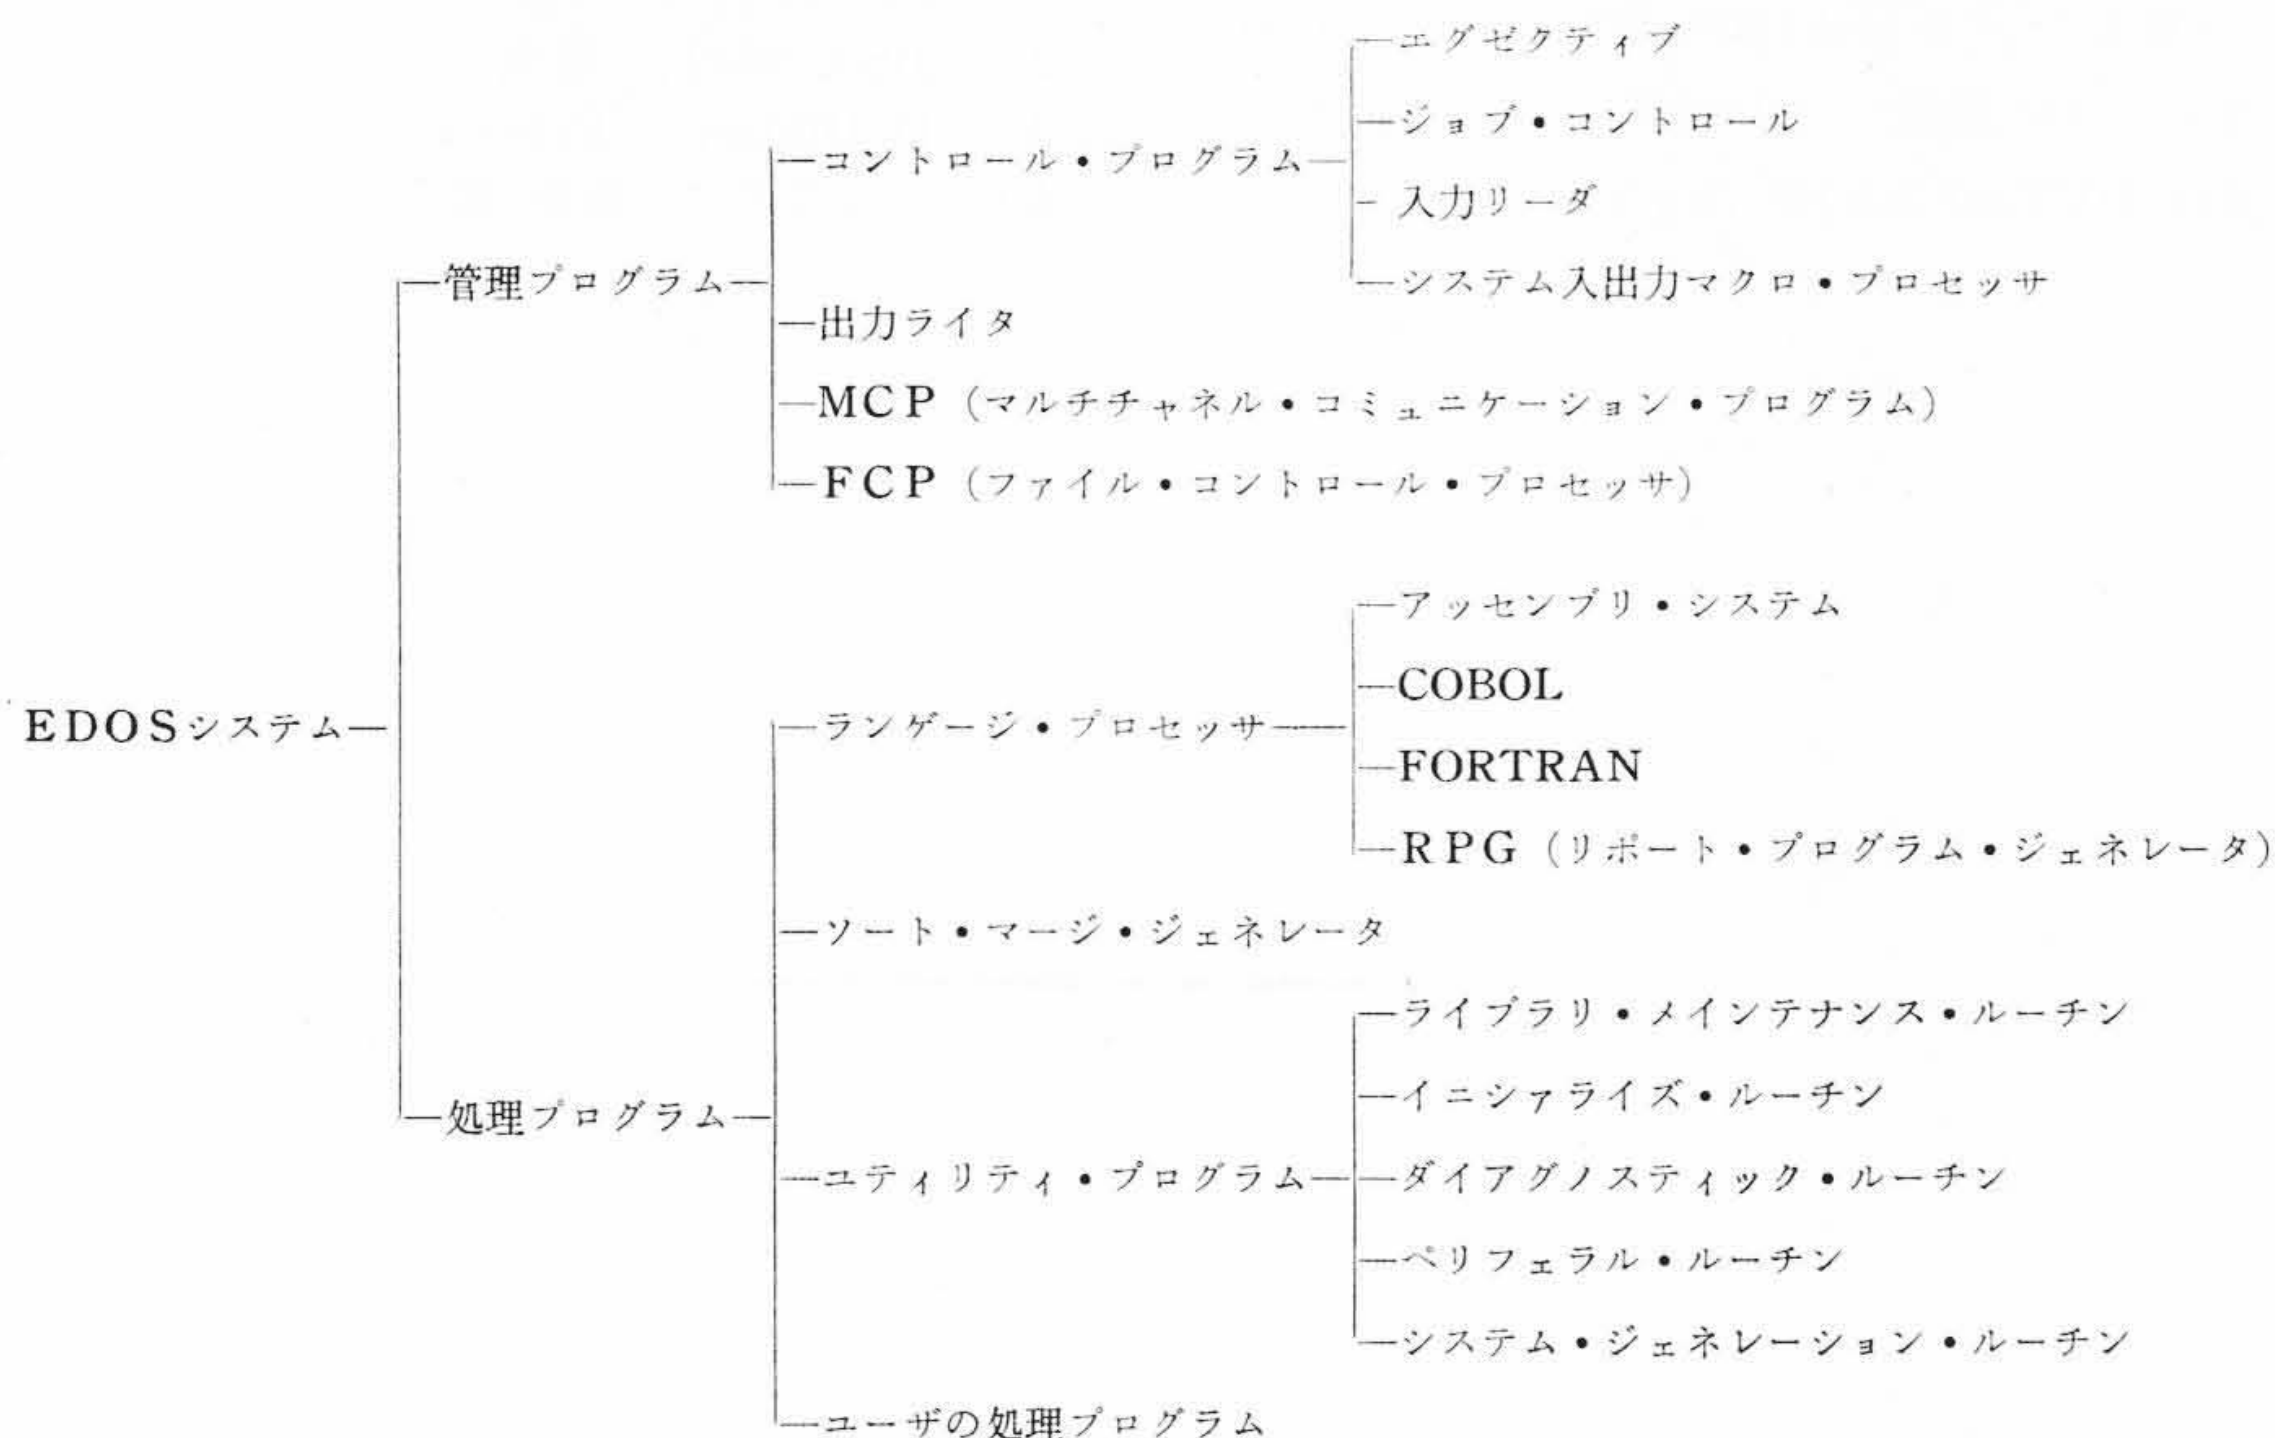 エグゼクティブ
ジョブ・コントロール
コントロール・プログラム
入力リーダ
管理プログラム
システム入出力マクロ・プロセッサ
出力ライタ
MCP（マルチチャネル・コミュニケーション・プログラム）
FCP（ファイル・コントロール・プロセッサ）
アッセンブリ・システム
COBOL
EDOSシステム
ランゲージ・プロセッサ
FORTRAN
RPG（リポート・プログラム・ジェネレータ）
ソート・マージ・ジェネレータ
ライブラリ・メインテナンス・ルーチン
イニシァライズ・ルーチン
処理プログラム
ユティリティ・プログラム
ダイアグノスティック・ルーチン
ペリフェラル・ルーチン
システム・ジェネレーション・ルーチン
ユーザの処理プログラム